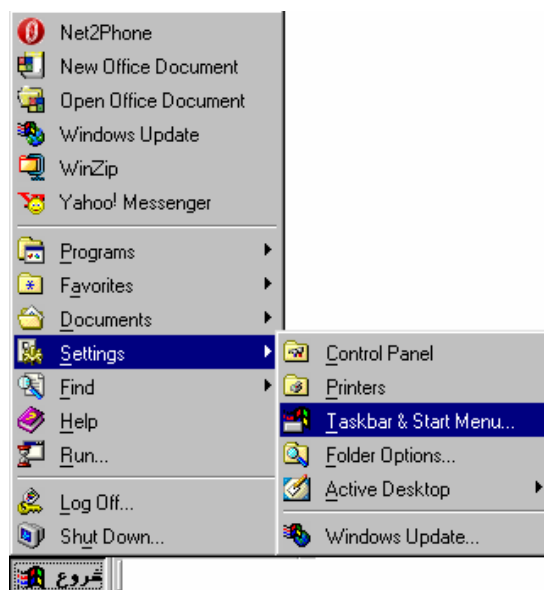 Net2Phone
New Office Document
Open Office Document
Windows Update
WinZip
Yahoo! Messenger
Programs
Favorites
Documents
Settings
Find
Help
Run...
Log Off...
Shut Down...
Control Panel
Printers
Taskbar & Start Menu...
Folder Options...
Active Desktop
Windows Update...
شروع